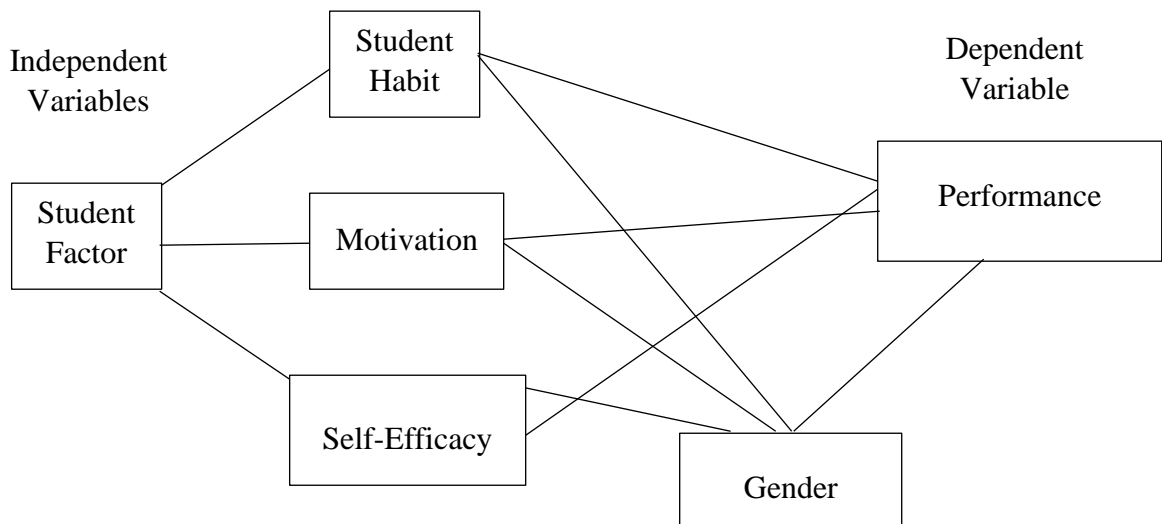 Independent
Variables
Student
Habit
Dependent
Variable
Student
Factor
Motivation
Performance
Self-Efficacy
Gender